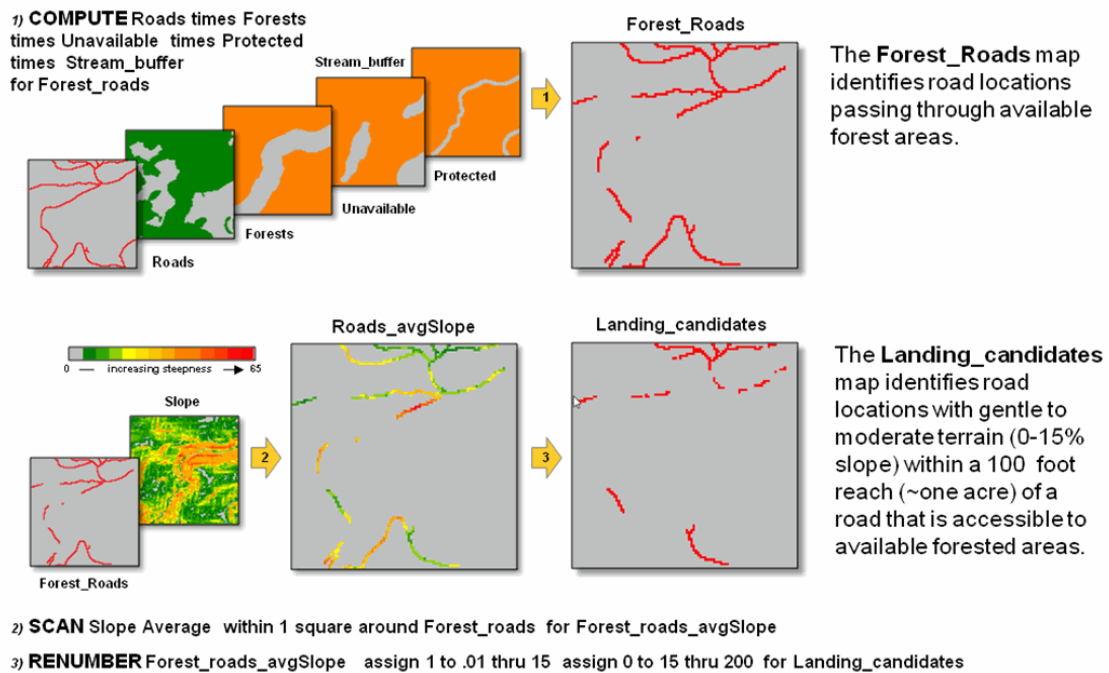 1) COMPUTE Roads times Forests
times Unavailable times Protected
times Stream_buffer
for Forest_roads
Roads
Forests
Unavailable
Stream_buffer
Protected
1
Forest_Roads
The Forest_Roads map
identifies road locations
passing through available
forest areas.
0 — increasing steepness → 65
Slope
Forest_Roads
2
Roads_avgSlope
3
Landing_candidates
The Landing_candidates
map identifies road
locations with gentle to
moderate terrain (0-15%
slope) within a 100 foot
reach (~one acre) of a
road that is accessible to
available forested areas.
2) SCAN Slope Average within 1 square around Forest_roads for Forest_roads_avgSlope
3) RENUMBER Forest_roads_avgSlope assign 1 to .01 thru 15 assign 0 to 15 thru 200 for Landing_candidates